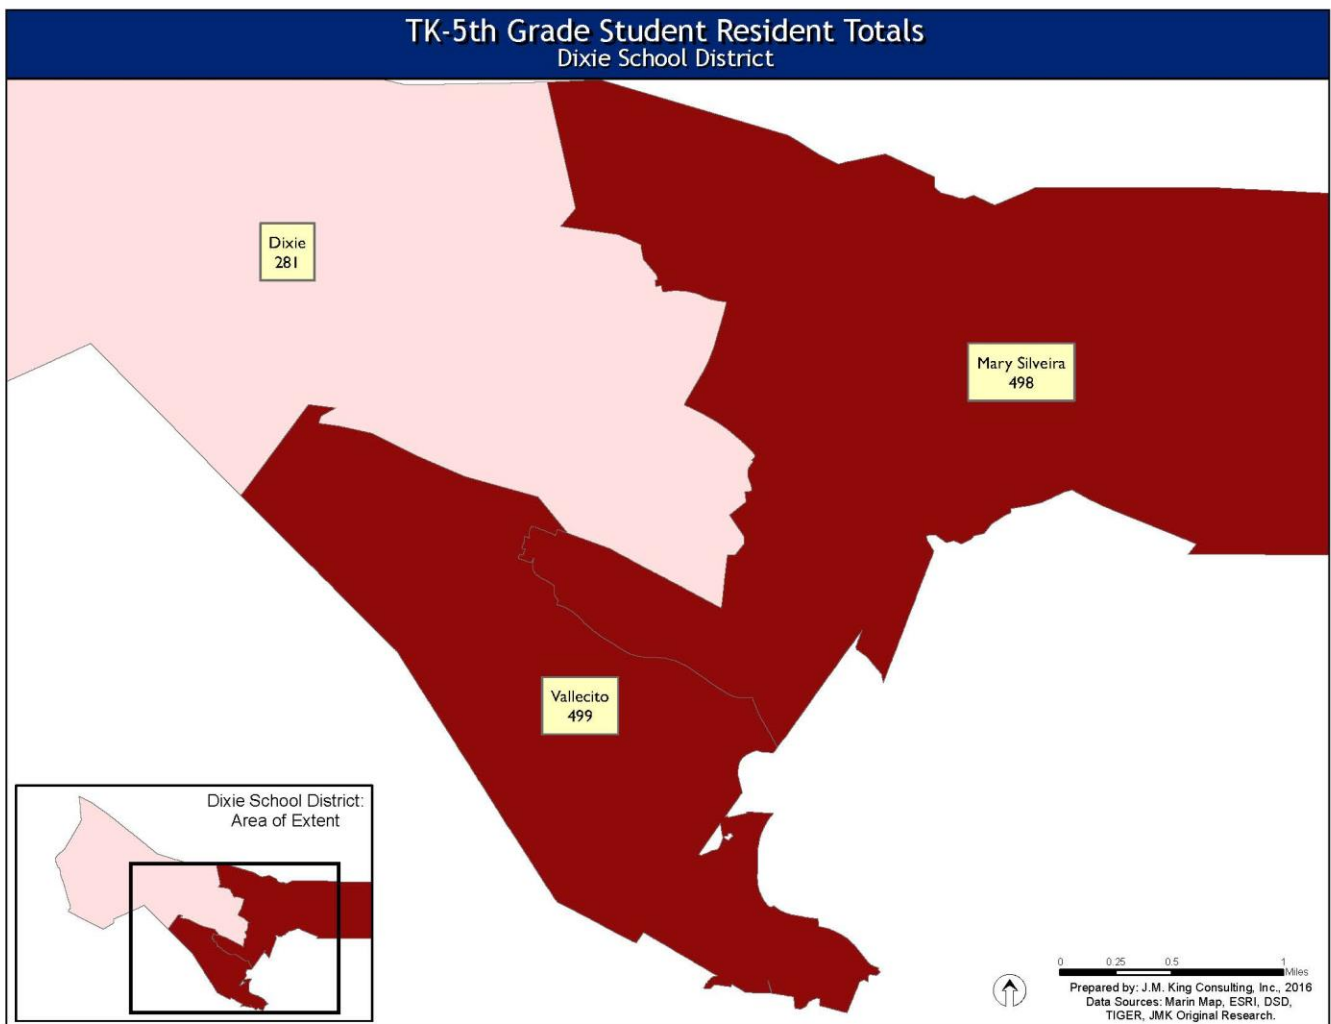 TK-5th Grade Student Resident Totals
Dixie School District
Dixie
281
Mary Silveira
498
Vallecito
499
Dixie School District:
Area of Extent
0 0.25 0.5 1
Miles
Prepared by: J.M. King Consulting, Inc., 2016
Data Sources: Marin Map, ESRI, DSD,
TIGER, JMK Original Research.